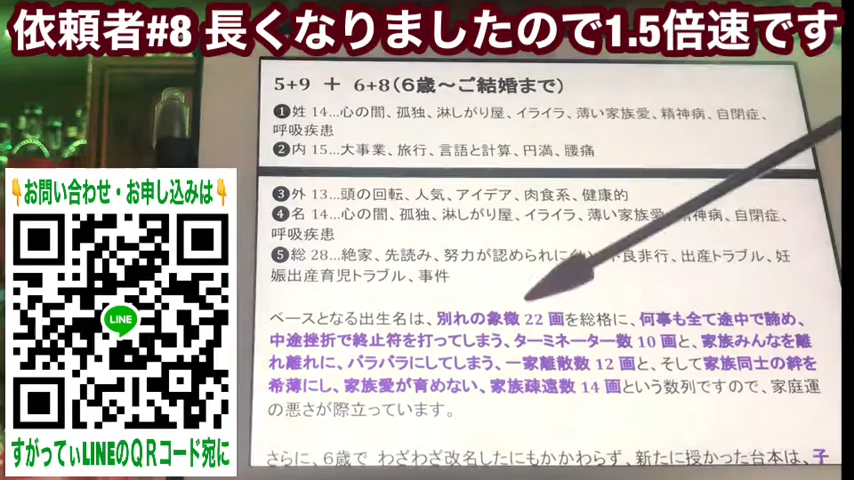 依頼者#8 長くなりましたので1.5倍速です
5+9 + 6+8(6歳～ご結婚まで)
❶姓 14…心の闇、孤独、淋しがり屋、イライラ、薄い家族愛、精神病、自閉症、
呼吸疾患
❷内 15…大事業、旅行、言語と計算、円満、腰痛
❸外 13…頭の回転、人気、アイデア、肉食系、健康的
❹名 14…心の闇、孤独、淋しがり屋、イライラ、薄い家族愛、精神病、自閉症、
呼吸疾患
❺総 28…絶家、先読み、努力が認められにくい、不良非行、出産トラブル、妊
娠出産育児トラブル、事件
ベースとなる出生名は、別れの象徴 22 画を総格に、何事も全て途中で諦め、
中途挫折で終止符を打ってしまう、ターミネーター数 10 画と、家族みんなを離
れ離れに、バラバラにしてしまう、一家離散数 12 画と、そして家族同士の絆を
希薄にし、家族愛が育めない、家族疎遠数 14 画という数列ですので、家庭運
の悪さが際立っています。
さらに、6歳で わざわざ改名したにもかかわらず、新たに授かった台本は、子
👇お問い合わせ・お申し込みは👇
LINE
すがってぃLINEのQRコード宛に